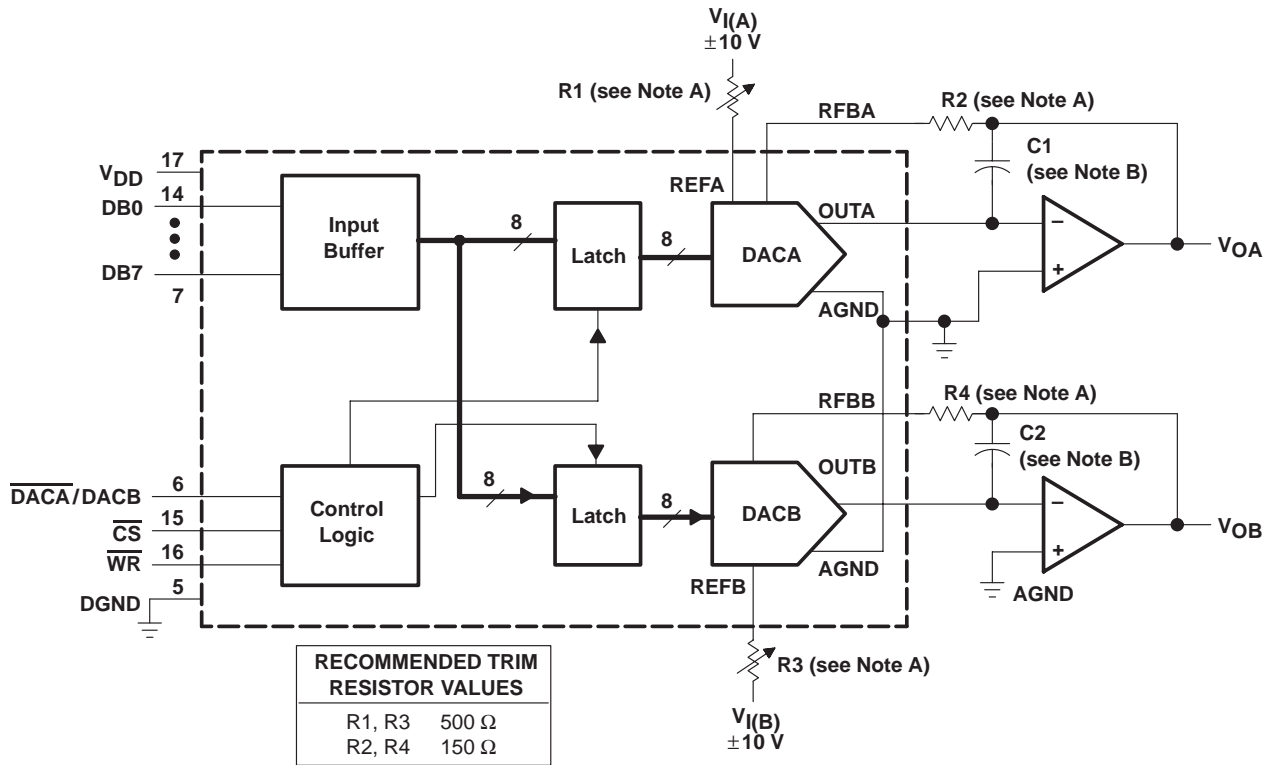 V_I(A)
±10 V
R1 (see Note A)
R2 (see Note A)
RFBA
C1
(see Note B)
V_DD
17
14
DB0
DB7
7
Input
Buffer
8
Latch
8
REFA
DACA
OUTA
AGND
−
+
V_OA
RFBB
R4 (see Note A)
C2
(see Note B)
D̅A̅C̅A̅/DACB
6
C̅S̅
15
W̅R̅
16
5
DGND
Control
Logic
8
Latch
8
DACB
OUTB
AGND
REFB
−
+
AGND
V_OB
R3 (see Note A)
V_I(B)
±10 V
RECOMMENDED TRIM
RESISTOR VALUES
R1, R3 500 Ω
R2, R4 150 Ω